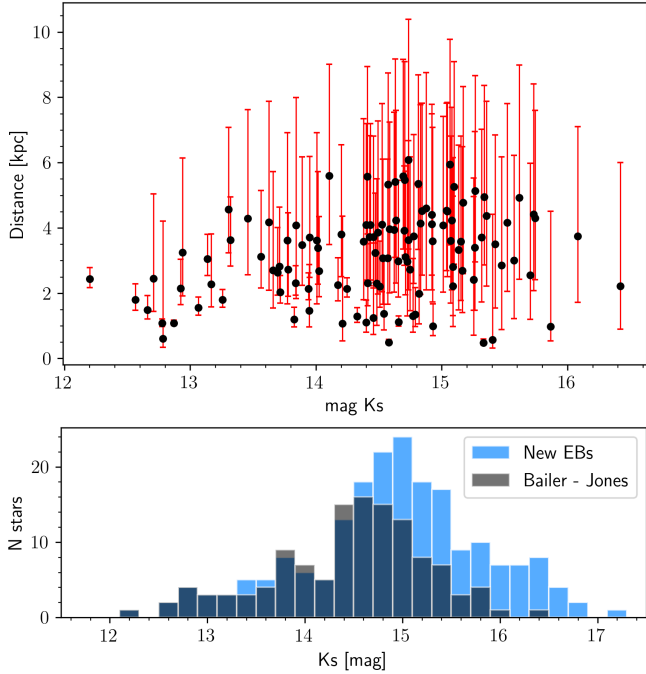 10
8
6
4
2
0
Distance [kpc]
12 13 14 15 16
mag Ks
New EBs
Bailer - Jones
20
10
0
N stars
12 13 14 15 16 17
Ks [mag]